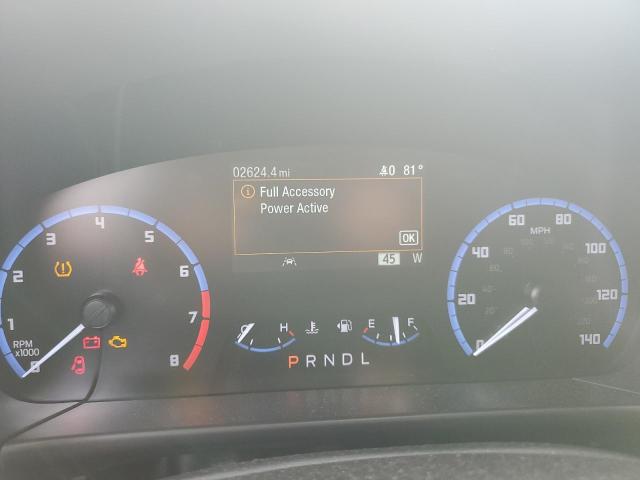 02624.4 mi 0 81°
Full Accessory
Power Active
OK
45 W
RPM
x1000
0 1 2 3 4 5 6 7 8
C H
E F
P R N D L
MPH
0 20 40 60 80 100 120 140